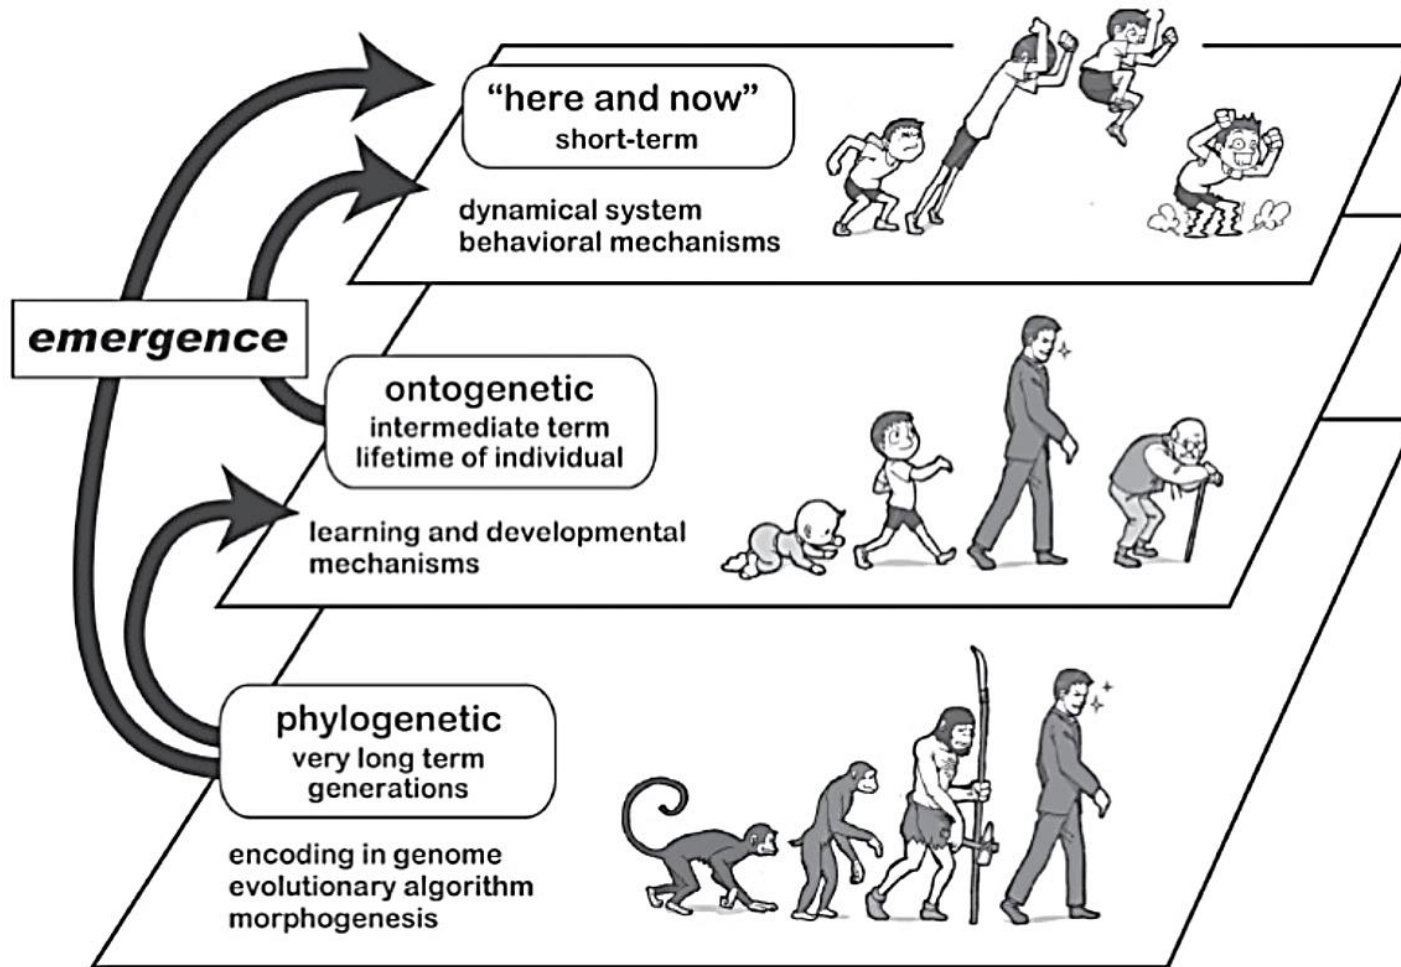 “here and now”
short-term
dynamical system
behavioral mechanisms
emergence
ontogenetic
intermediate term
lifetime of individual
learning and developmental
mechanisms
phylogenetic
very long term
generations
encoding in genome
evolutionary algorithm
morphogenesis